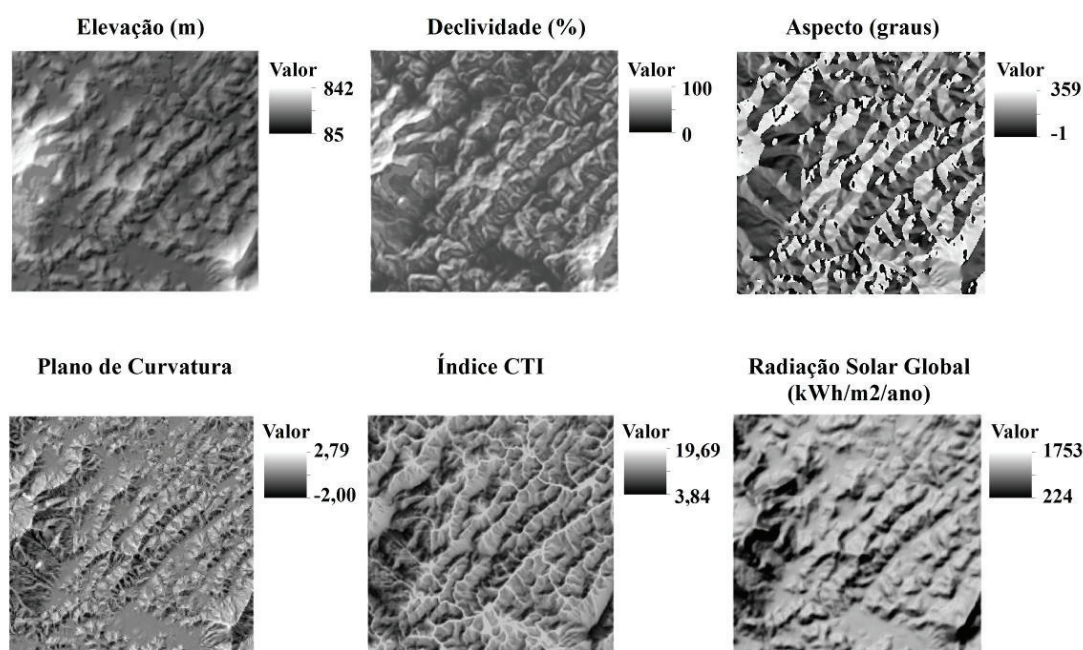 Elevação (m)
Valor
842
85
Declividade (%)
Valor
100
0
Aspecto (graus)
Valor
359
-1
Plano de Curvatura
Valor
2,79
-2,00
Índice CTI
Valor
19,69
3,84
Radiação Solar Global
(kWh/m2/ano)
Valor
1753
224